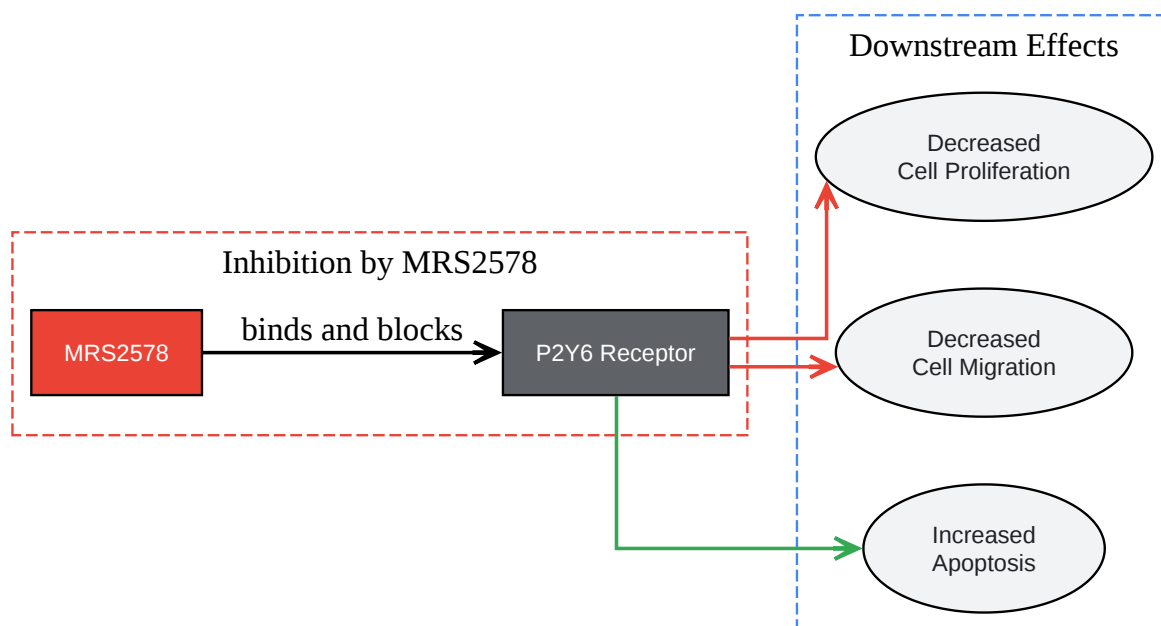 Downstream Effects
Decreased
Cell Proliferation
Inhibition by MRS2578
binds and blocks
MRS2578
P2Y6 Receptor
Decreased
Cell Migration
Increased
Apoptosis